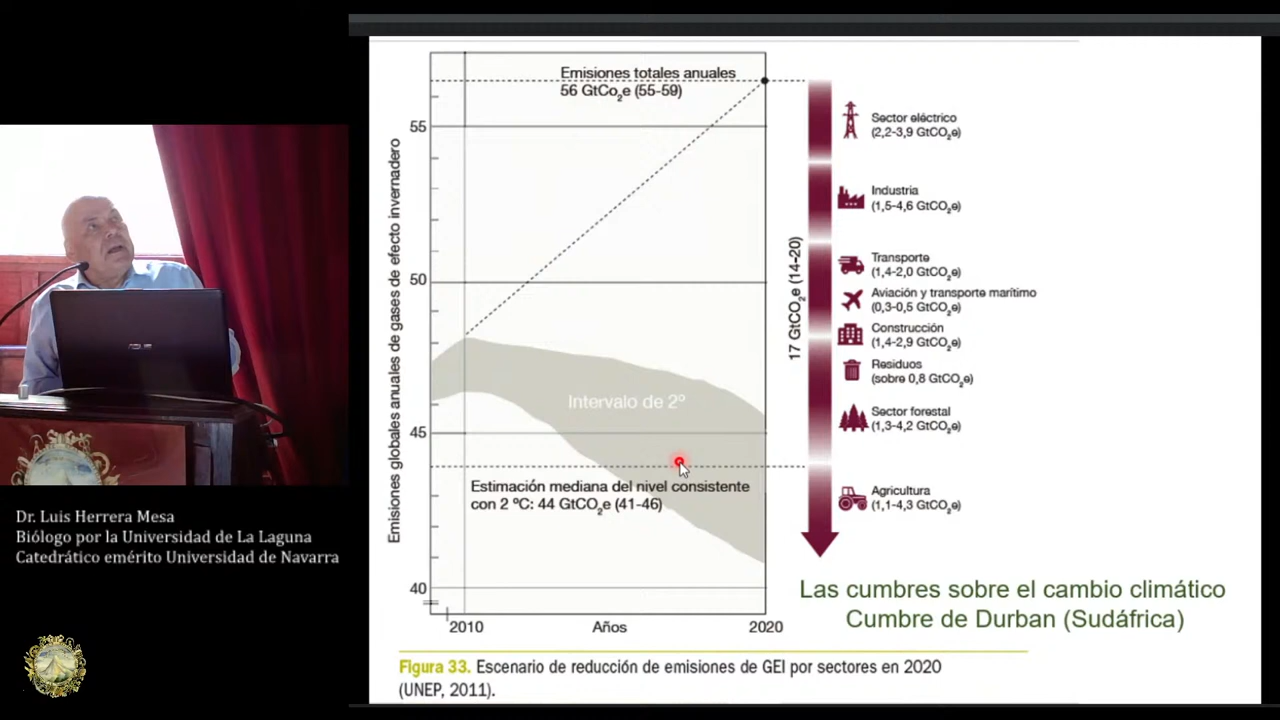 Emisiones totales anuales
56 GtCo₂e (55-59)
55
50
45
40
Emisiones globales anuales de gases de efecto invernadero
Intervalo de 2º
Estimación mediana del nivel consistente
con 2 ºC: 44 GtCO₂e (41-46)
2010
Años
2020
17 GtCO₂e (14-20)
Sector eléctrico
(2,2-3,9 GtCO₂e)
Industria
(1,5-4,6 GtCO₂e)
Transporte
(1,4-2,0 GtCO₂e)
Aviación y transporte marítimo
(0,3-0,5 GtCO₂e)
Construcción
(1,4-2,9 GtCO₂e)
Residuos
(sobre 0,8 GtCO₂e)
Sector forestal
(1,3-4,2 GtCO₂e)
Agricultura
(1,1-4,3 GtCO₂e)
Las cumbres sobre el cambio climático
Cumbre de Durban (Sudáfrica)
Figura 33. Escenario de reducción de emisiones de GEI por sectores en 2020
(UNEP, 2011).
ASUS
Dr. Luis Herrera Mesa
Biólogo por la Universidad de La Laguna
Catedrático emérito Universidad de Navarra